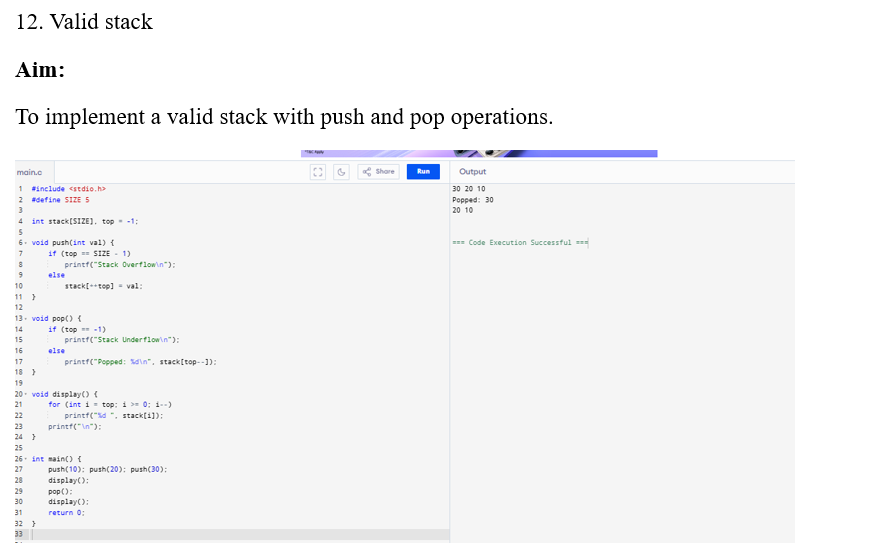 12. Valid stack
Aim:
To implement a valid stack with push and pop operations.
main.c
Share
Run
Output
1 #include <stdio.h>
2 #define SIZE 5
3
4 int stack[SIZE], top = -1;
5
6 void push(int val) {
7 if (top == SIZE - 1)
8 printf("Stack Overflow\n");
9 else
10 stack[++top] = val;
11 }
12
13 void pop() {
14 if (top == -1)
15 printf("Stack Underflow\n");
16 else
17 printf("Popped: %d\n", stack[top--]);
18 }
19
20 void display() {
21 for (int i = top; i >= 0; i--)
22 printf("%d ", stack[i]);
23 printf("\n");
24 }
25
26 int main() {
27 push(10); push(20); push(30);
28 display();
29 pop();
30 display();
31 return 0;
32 }
33
30 20 10
Popped: 30
20 10
=== Code Execution Successful ===